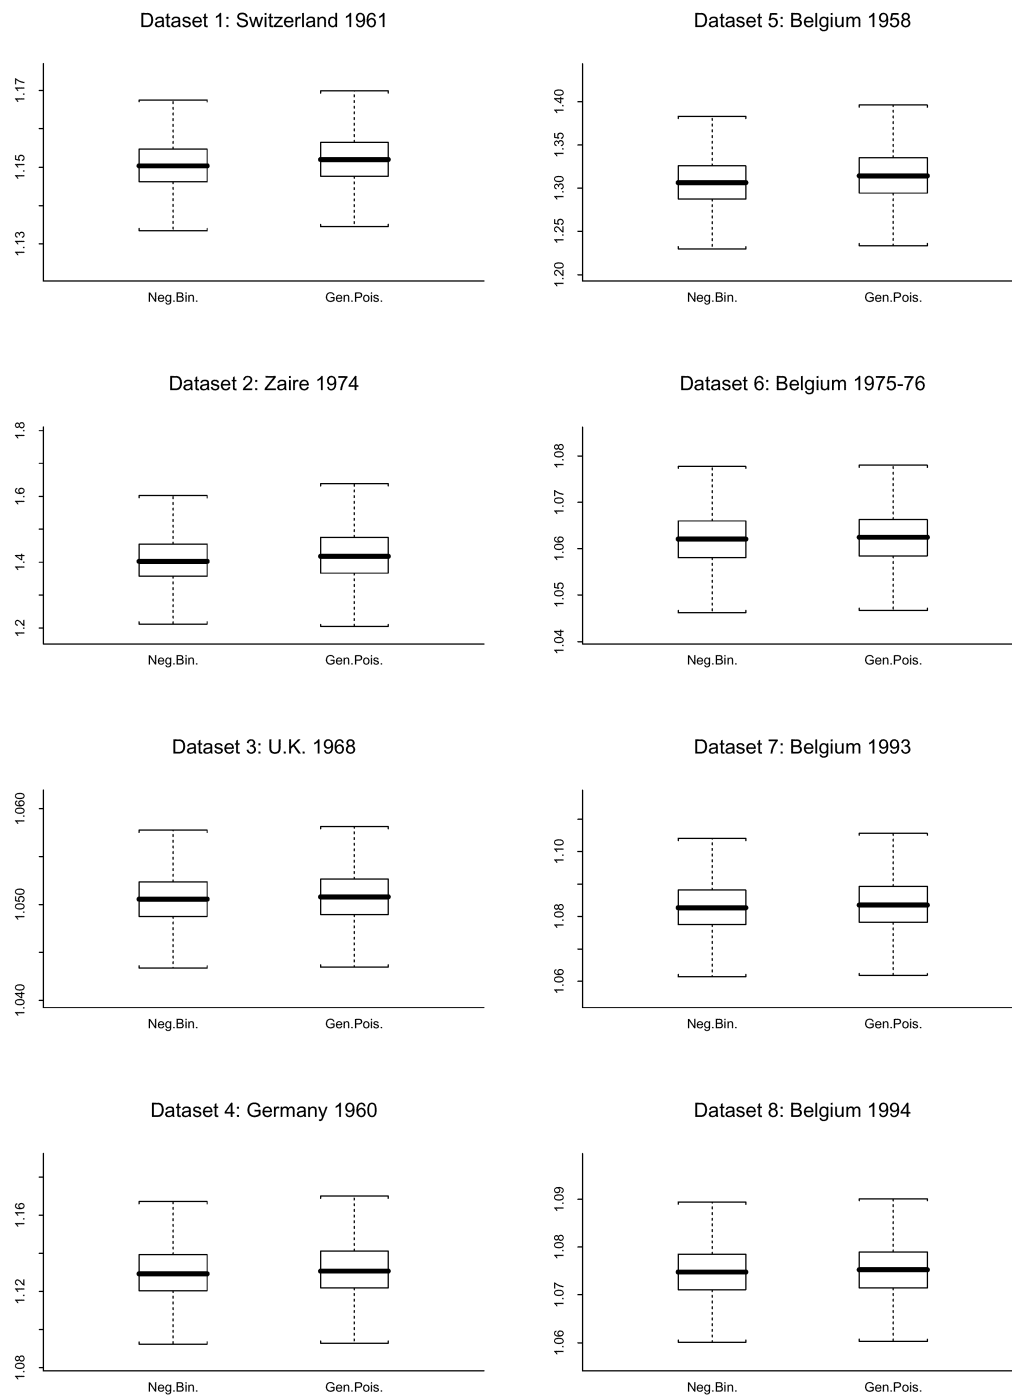 Dataset 1: Switzerland 1961
1.17
1.15
1.13
Neg.Bin. Gen.Pois.
Dataset 5: Belgium 1958
1.40
1.35
1.30
1.25
1.20
Neg.Bin. Gen.Pois.
Dataset 2: Zaire 1974
1.8
1.6
1.4
1.2
Neg.Bin. Gen.Pois.
Dataset 6: Belgium 1975-76
1.08
1.07
1.06
1.05
1.04
Neg.Bin. Gen.Pois.
Dataset 3: U.K. 1968
1.060
1.050
1.040
Neg.Bin. Gen.Pois.
Dataset 7: Belgium 1993
1.10
1.08
1.06
Neg.Bin. Gen.Pois.
Dataset 4: Germany 1960
1.16
1.12
1.08
Neg.Bin. Gen.Pois.
Dataset 8: Belgium 1994
1.09
1.08
1.07
1.06
Neg.Bin. Gen.Pois.